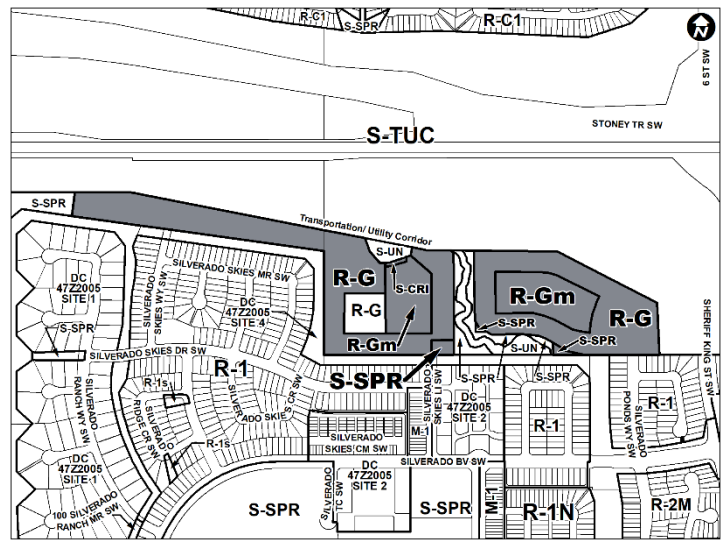 R-C1
S-SPR
R-C1
N
6 ST SW
STONEY TR SW
S-TUC
S-SPR
Transportation/ Utility Corridor
S-UN
SILVERADO SKIES MR SW
R-G
S-CRI
R-Gm
DC
47Z2005
SITE 1
SILVERADO
SKIES WY SW
DC
47Z2005
SITE 4
R-G
R-G
SHERIFF KING ST SW
S-SPR
R-Gm
S-SPR
S-UN
S-SPR
S-SPR
SILVERADO SKIES DR SW
R-1
S-SPR
SILVERADO
SKIES LI SW
S-SPR
S-SPR
R-1s
SILVERADO SKIES CR SW
DC
47Z2005
SITE 2
R-1
R-1
SILVERADO
PONDS WY SW
SILVERADO
RANCH WY SW
SILVERADO
RIDGE CR SW
R-1s
M-1
SILVERADO
SKIES CM SW
DC
47Z2005
SITE 1
SILVERADO BV SW
DC
47Z2005
SITE 2
SILVERADO
TC SW
M-1
100 SILVERADO
RANCH MR SW
S-SPR
S-SPR
R-1N
R-2M